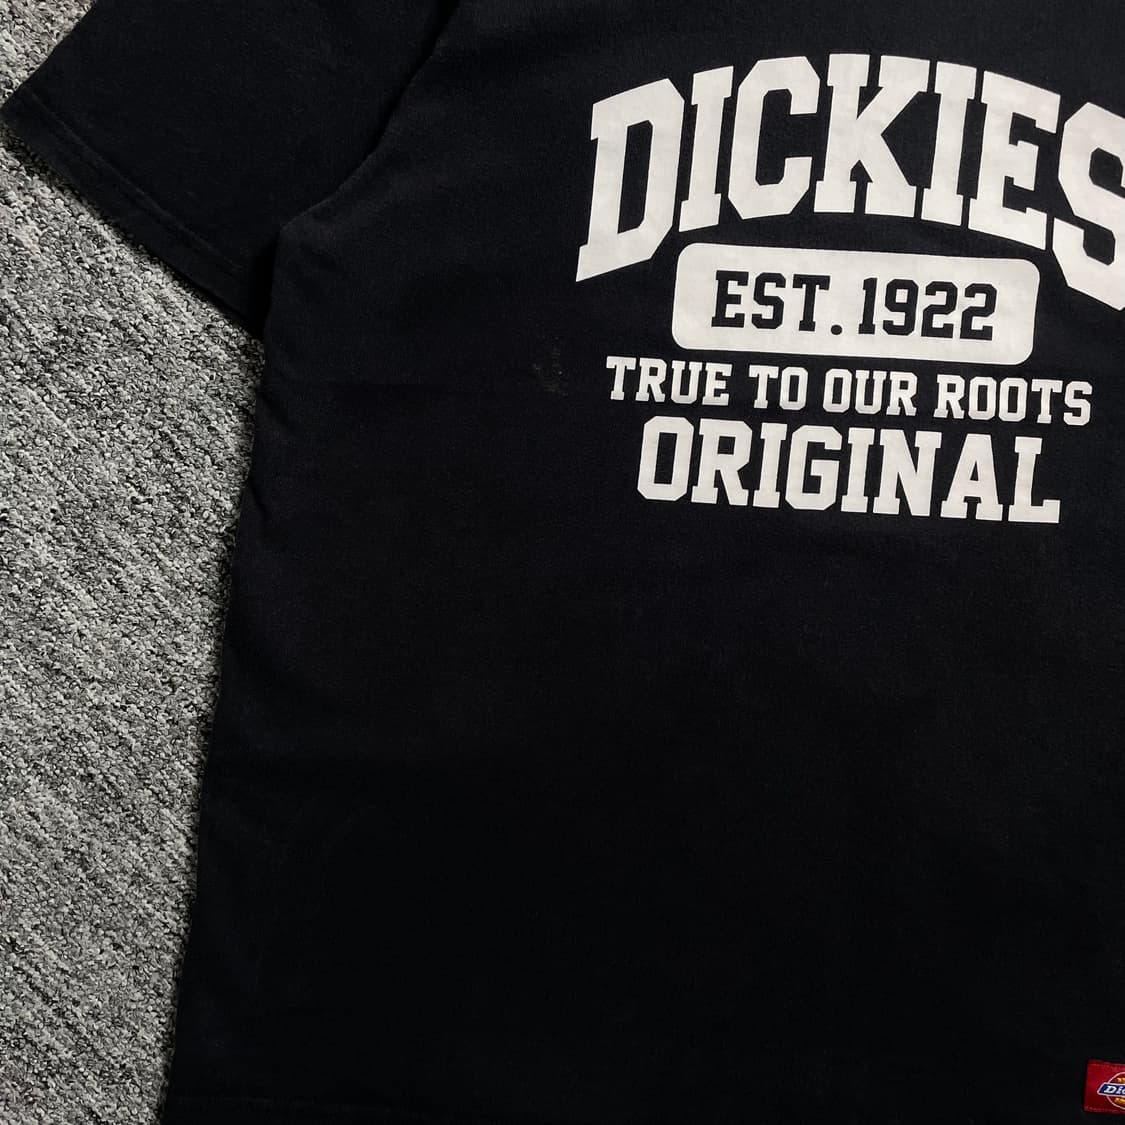 DICKIES
EST. 1922
TRUE TO OUR ROOTS
ORIGINAL